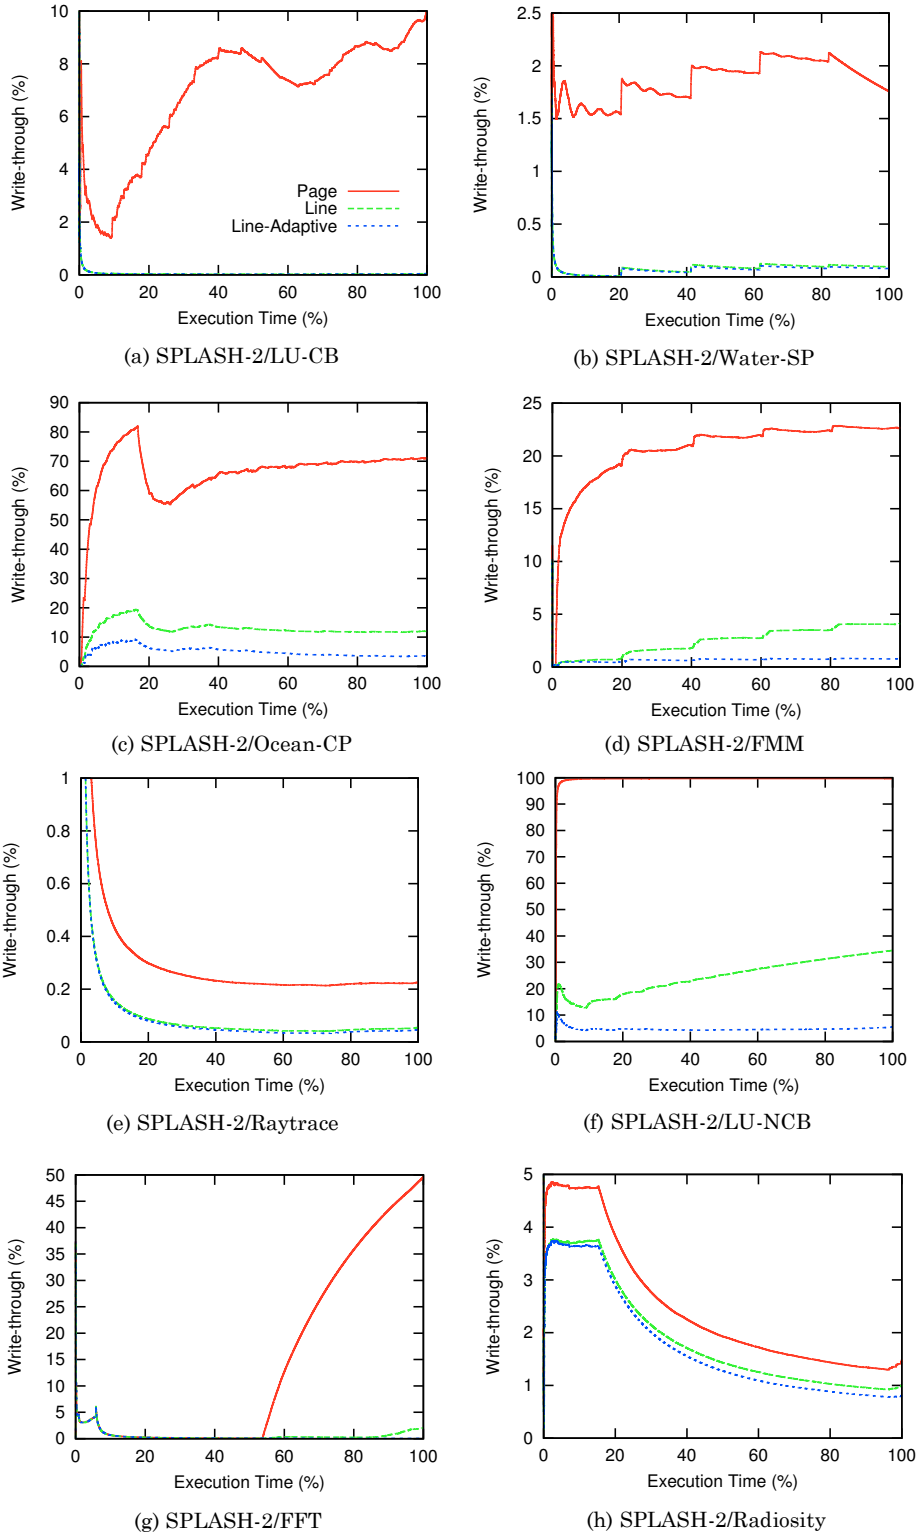 10
8
6
4
2
0
Write-through (%)
Page
Line
Line-Adaptive
0 20 40 60 80 100
Execution Time (%)
(a) SPLASH-2/LU-CB
2.5
2
1.5
1
0.5
0
Write-through (%)
0 20 40 60 80 100
Execution Time (%)
(b) SPLASH-2/Water-SP
90
80
70
60
50
40
30
20
10
0
Write-through (%)
0 20 40 60 80 100
Execution Time (%)
(c) SPLASH-2/Ocean-CP
25
20
15
10
5
0
Write-through (%)
0 20 40 60 80 100
Execution Time (%)
(d) SPLASH-2/FMM
1
0.8
0.6
0.4
0.2
0
Write-through (%)
0 20 40 60 80 100
Execution Time (%)
(e) SPLASH-2/Raytrace
100
90
80
70
60
50
40
30
20
10
0
Write-through (%)
0 20 40 60 80 100
Execution Time (%)
(f) SPLASH-2/LU-NCB
50
45
40
35
30
25
20
15
10
5
0
Write-through (%)
0 20 40 60 80 100
Execution Time (%)
(g) SPLASH-2/FFT
5
4
3
2
1
0
Write-through (%)
0 20 40 60 80 100
Execution Time (%)
(h) SPLASH-2/Radiosity